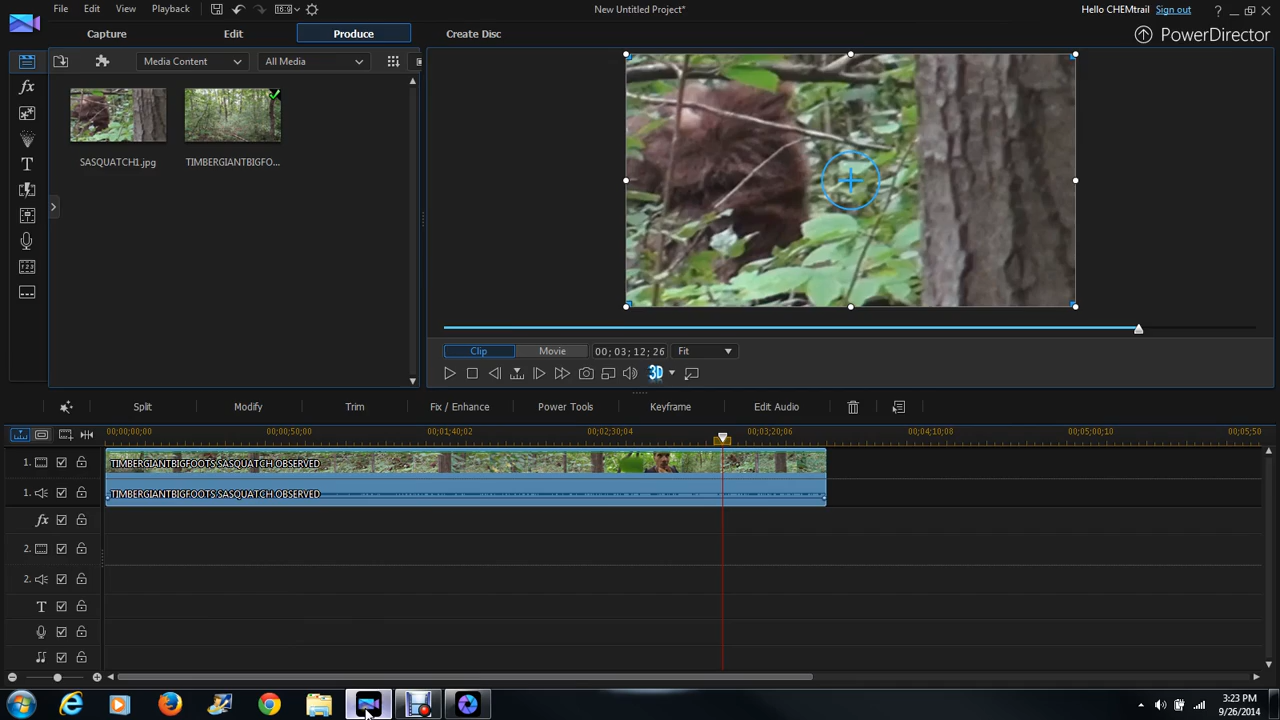 File Edit View Playback
New Untitled Project*
Hello CHEMtrail Sign out
?
Capture Edit Produce Create Disc
PowerDirector
Media Content All Media
SASQUATCH1.jpg TIMBERGIANTBIGFO...
Clip Movie 00; 03; 12; 26 Fit
3D
Split Modify Trim Fix / Enhance Power Tools Keyframe Edit Audio
00;00;00;00 00;00;50;00 00;01;40;02 00;02;30;04 00;03;20;06 00;04;10;08 00;05;00;10 00;05;50
1. TIMBERGIANTBIGFOOTS SASQUATCH OBSERVED
1. TIMBERGIANTBIGFOOTS SASQUATCH OBSERVED
fx
2.
2.
T
3:23 PM
9/26/2014